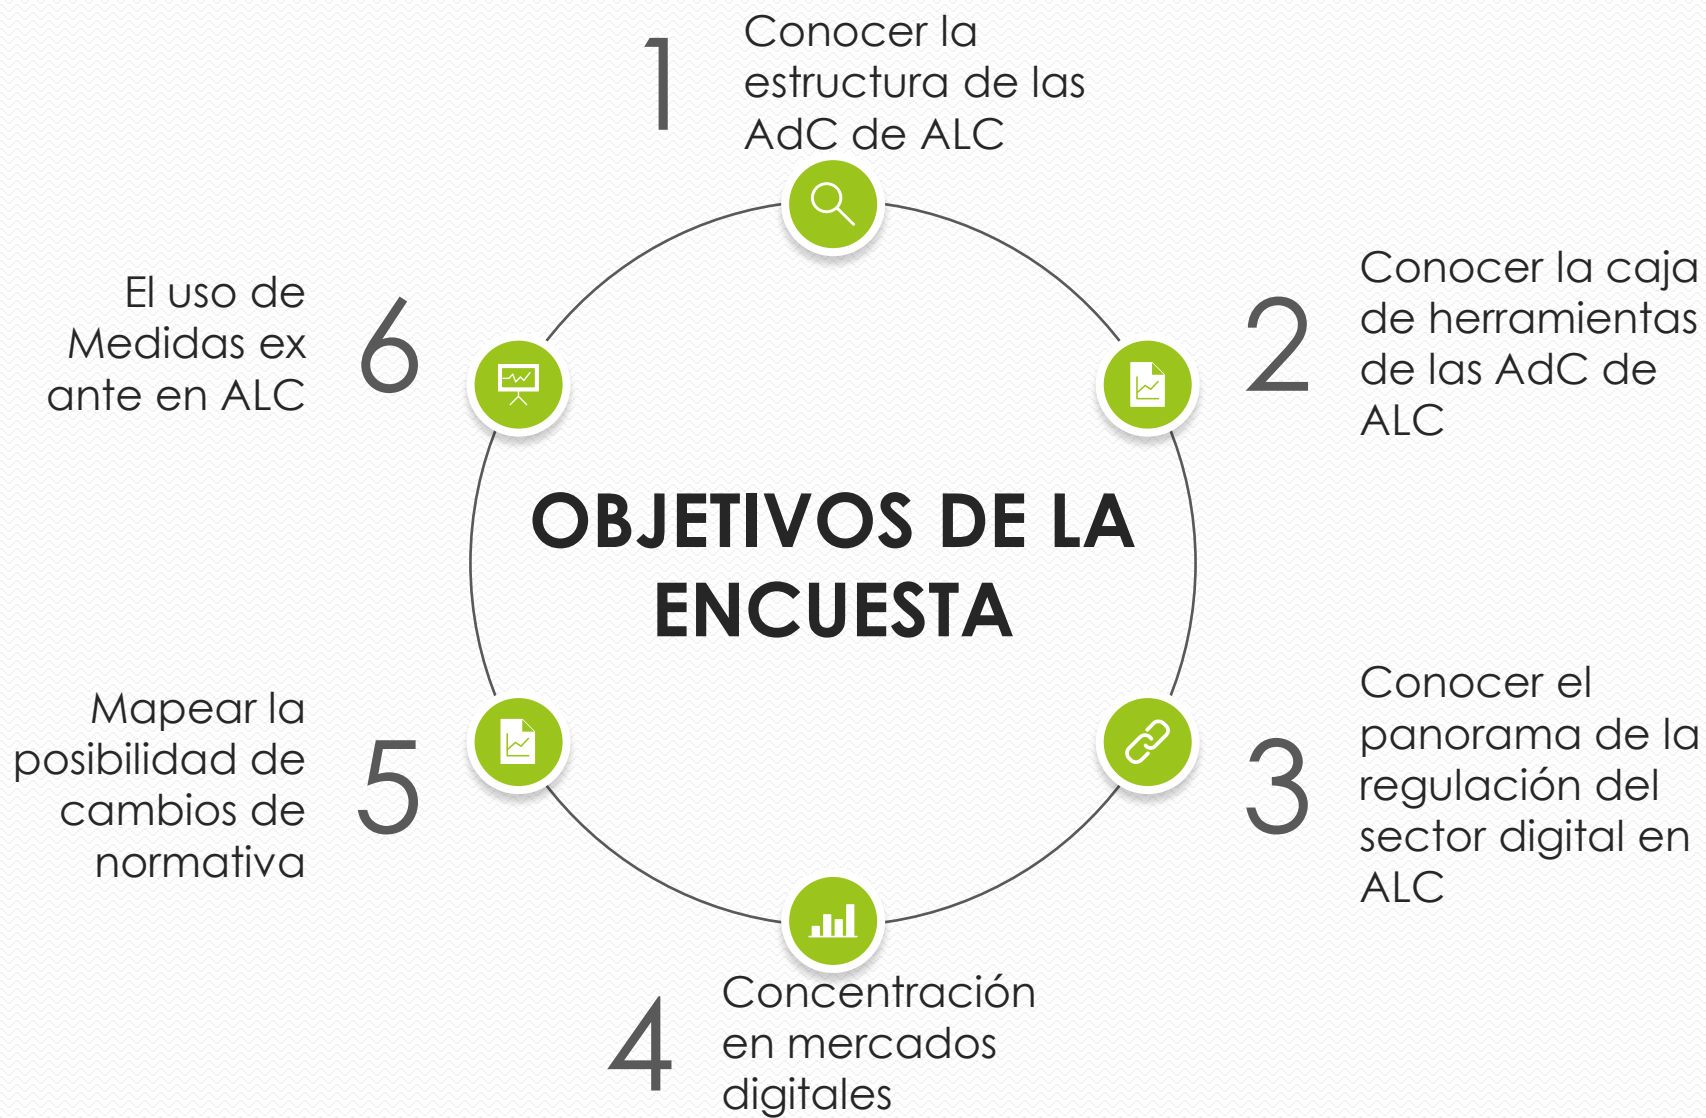 1
Conocer la
estructura de las
AdC de ALC
2
Conocer la caja
de herramientas
de las AdC de
ALC
3
Conocer el
panorama de la
regulación del
sector digital en
ALC
4
Concentración
en mercados
digitales
5
Mapear la
posibilidad de
cambios de
normativa
6
El uso de
Medidas ex
ante en ALC
OBJETIVOS DE LA
ENCUESTA